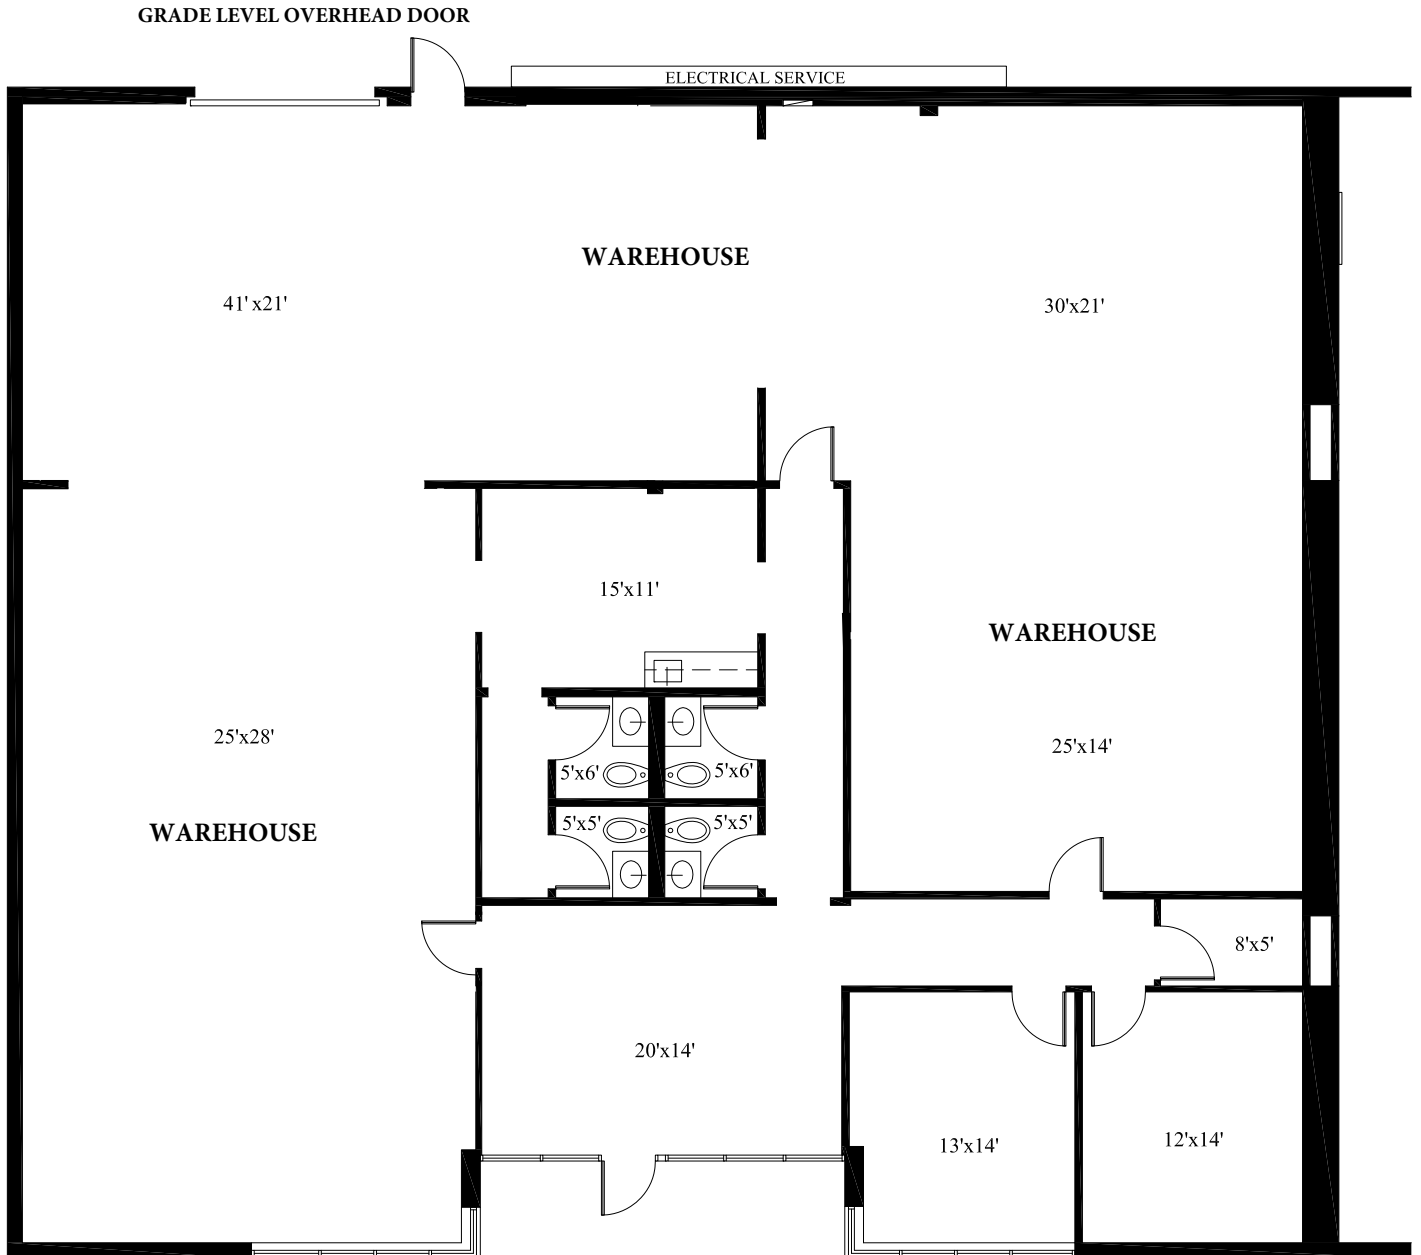 GRADE LEVEL OVERHEAD DOOR
ELECTRICAL SERVICE
WAREHOUSE
41' x21'
30'x21'
15'x11'
WAREHOUSE
25'x28'
25'x14'
5'x6'
5'x6'
5'x5'
5'x5'
WAREHOUSE
8'x5'
20'x14'
13'x14'
12'x14'